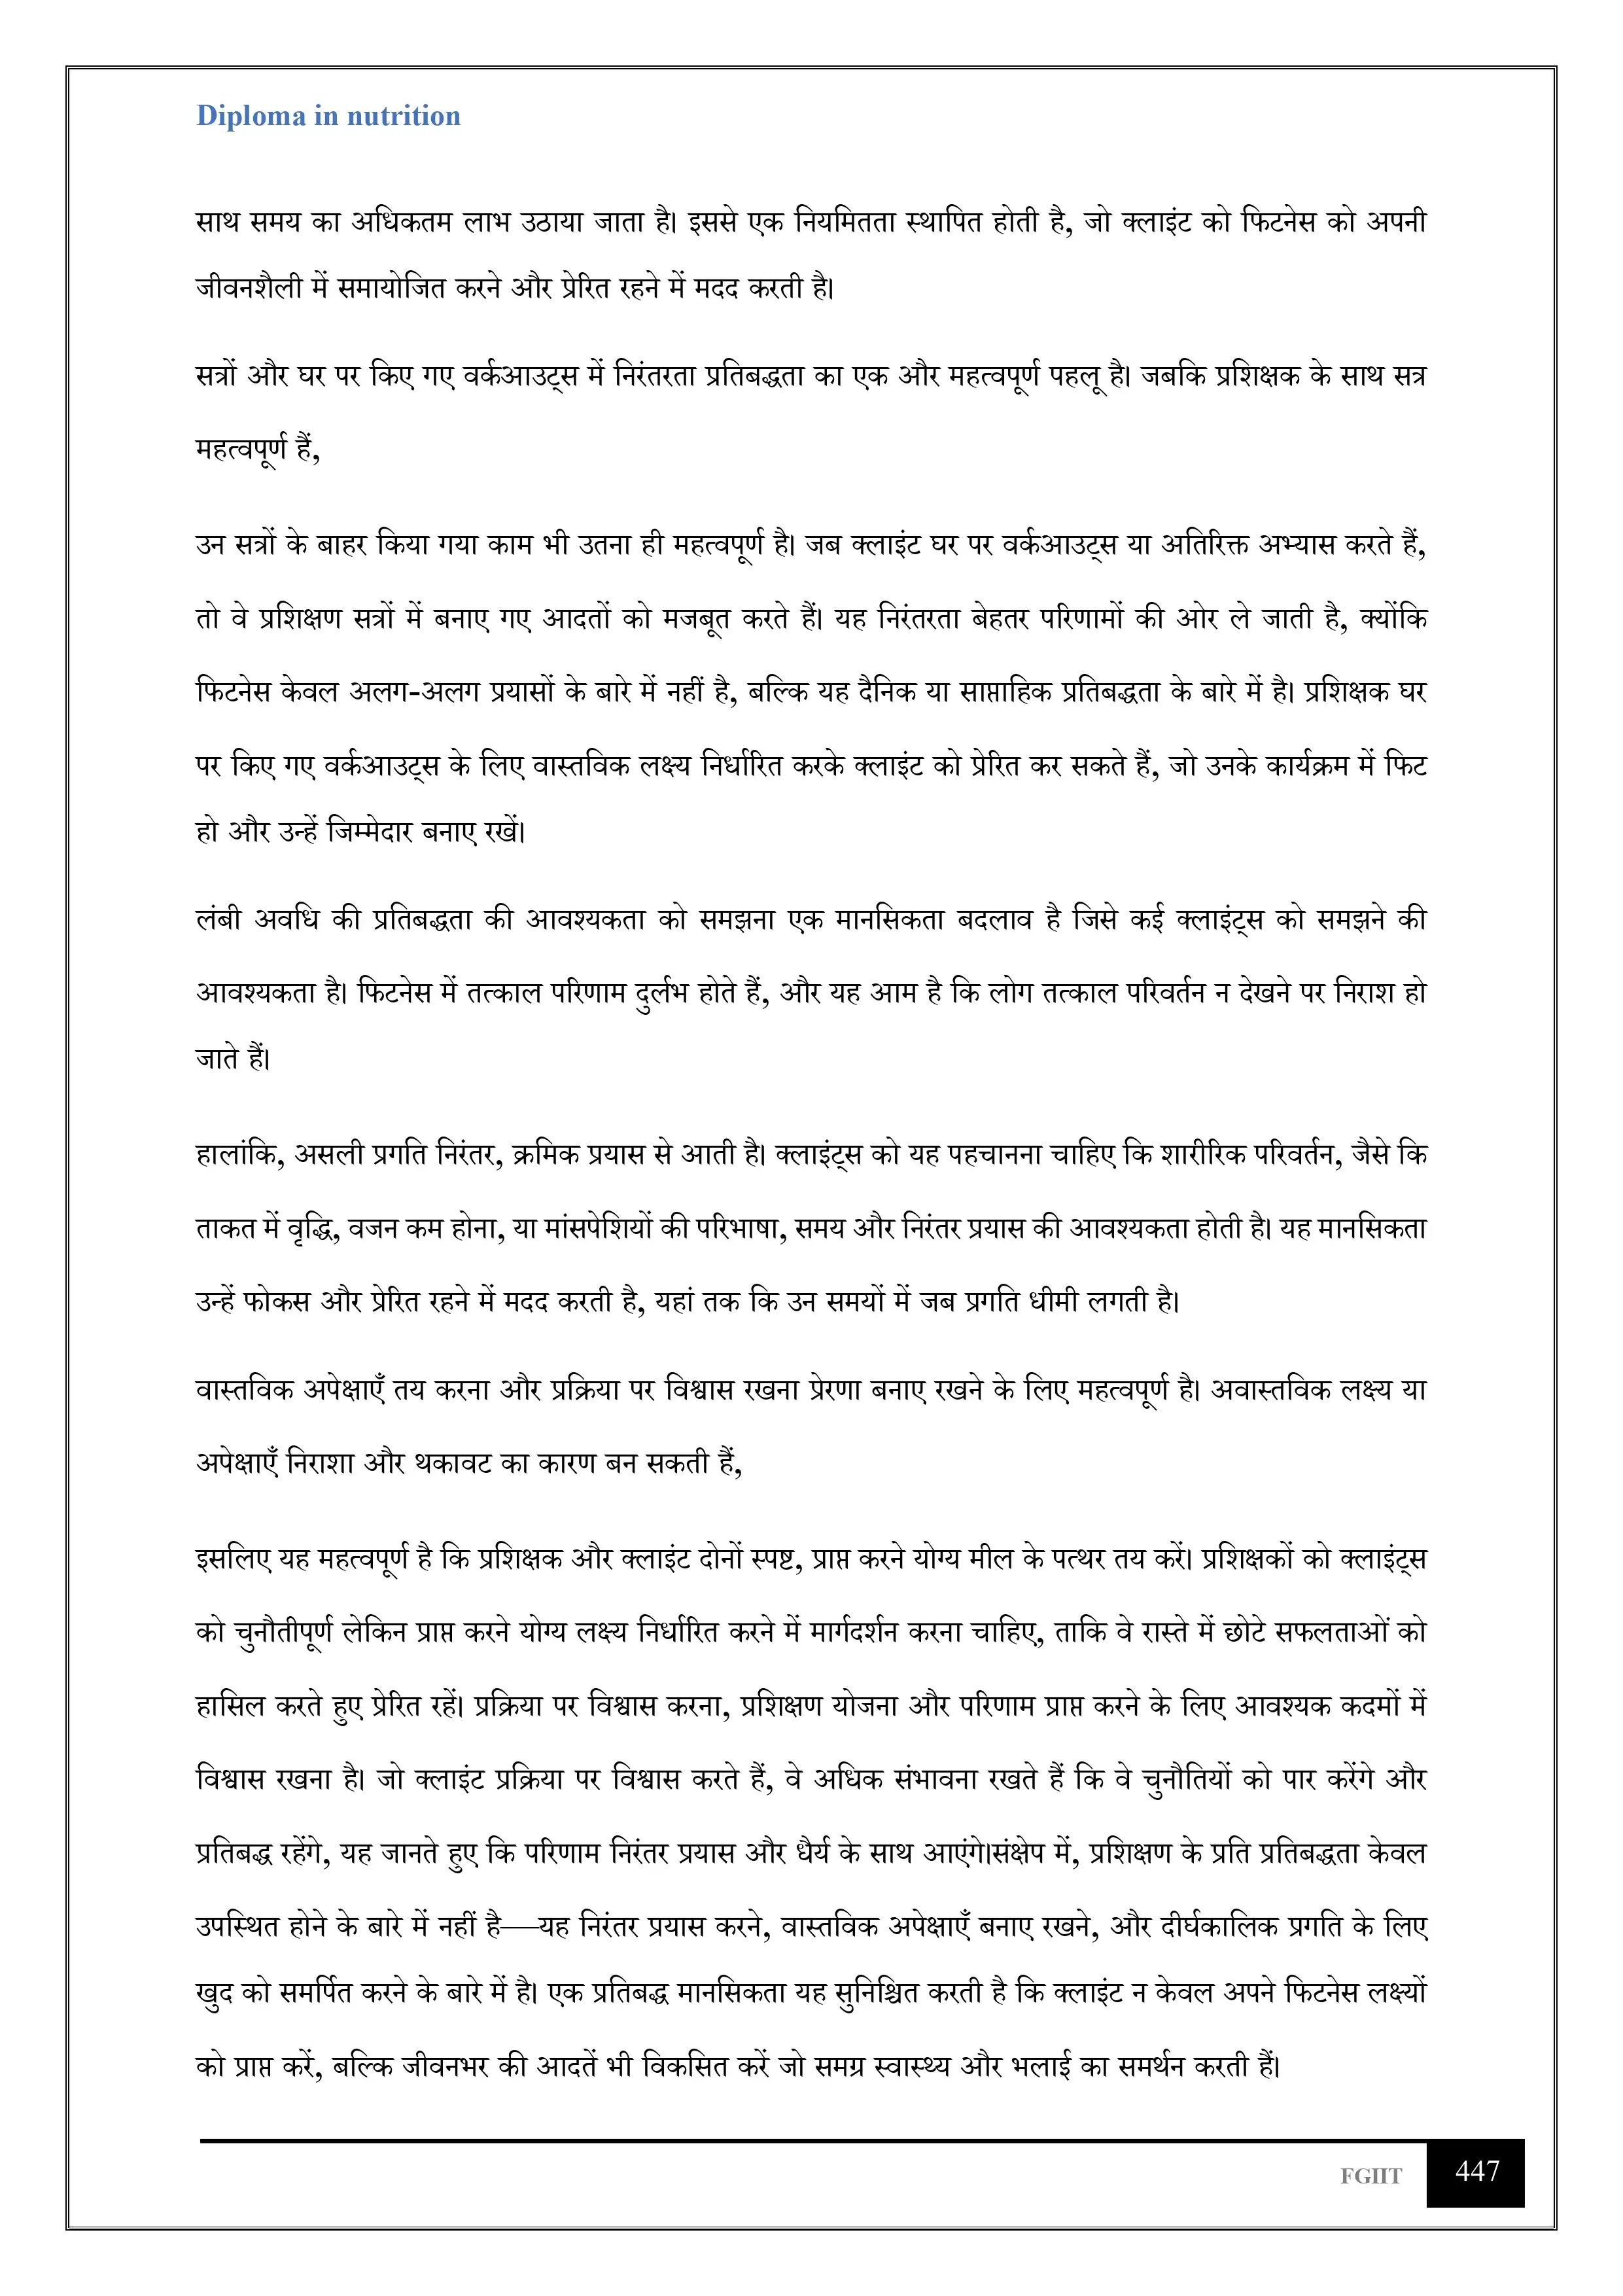 Diploma in nutrition
साथ समय का अधिकतम लाभ उठाया जाता है। इससे एक नियमितता स्थापित होती है, जो क्लाइंट को फिटनेस को अपनी
जीवनशैली में समायोजित करने और प्रेरित रहने में मदद करती है।
सत्रों और घर पर किए गए वर्कआउट्स में निरंतरता प्रतिबद्धता का एक और महत्वपूर्ण पहलू है। जबकि प्रशिक्षक के साथ सत्र
महत्वपूर्ण हैं,
उन सत्रों के बाहर किया गया काम भी उतना ही महत्वपूर्ण है। जब क्लाइंट घर पर वर्कआउट्स या अतिरिक्त अभ्यास करते हैं,
तो वे प्रशिक्षण सत्रों में बनाए गए आदतों को मजबूत करते हैं। यह निरंतरता बेहतर परिणामों की ओर ले जाती है, क्योंकि
फिटनेस केवल अलग-अलग प्रयासों के बारे में नहीं है, बल्कि यह दैनिक या साप्ताहिक प्रतिबद्धता के बारे में है। प्रशिक्षक घर
पर किए गए वर्कआउट्स के लिए वास्तविक लक्ष्य निर्धारित करके क्लाइंट को प्रेरित कर सकते हैं, जो उनके कार्यक्रम में फिट
हो और उन्हें जिम्मेदार बनाए रखें।
लंबी अवधि की प्रतिबद्धता की आवश्यकता को समझना एक मानसिकता बदलाव है जिसे कई क्लाइंट्स को समझने की
आवश्यकता है। फिटनेस में तत्काल परिणाम दुर्लभ होते हैं, और यह आम है कि लोग तत्काल परिवर्तन न देखने पर निराश हो
जाते हैं।
हालांकि, असली प्रगति निरंतर, क्रमिक प्रयास से आती है। क्लाइंट्स को यह पहचानना चाहिए कि शारीरिक परिवर्तन, जैसे कि
ताकत में वृद्धि, वजन कम होना, या मांसपेशियों की परिभाषा, समय और निरंतर प्रयास की आवश्यकता होती है। यह मानसिकता
उन्हें फोकस और प्रेरित रहने में मदद करती है, यहां तक कि उन समयों में जब प्रगति धीमी लगती है।
वास्तविक अपेक्षाएँ तय करना और प्रक्रिया पर विश्वास रखना प्रेरणा बनाए रखने के लिए महत्वपूर्ण है। अवास्तविक लक्ष्य या
अपेक्षाएँ निराशा और थकावट का कारण बन सकती हैं,
इसलिए यह महत्वपूर्ण है कि प्रशिक्षक और क्लाइंट दोनों स्पष्ट, प्राप्त करने योग्य मील के पत्थर तय करें। प्रशिक्षकों को क्लाइंट्स
को चुनौतीपूर्ण लेकिन प्राप्त करने योग्य लक्ष्य निर्धारित करने में मार्गदर्शन करना चाहिए, ताकि वे रास्ते में छोटे सफलताओं को
हासिल करते हुए प्रेरित रहें। प्रक्रिया पर विश्वास करना, प्रशिक्षण योजना और परिणाम प्राप्त करने के लिए आवश्यक कदमों में
विश्वास रखना है। जो क्लाइंट प्रक्रिया पर विश्वास करते हैं, वे अधिक संभावना रखते हैं कि वे चुनौतियों को पार करेंगे और
प्रतिबद्ध रहेंगे, यह जानते हुए कि परिणाम निरंतर प्रयास और धैर्य के साथ आएंगे।संक्षेप में, प्रशिक्षण के प्रति प्रतिबद्धता केवल
उपस्थित होने के बारे में नहीं है—यह निरंतर प्रयास करने, वास्तविक अपेक्षाएँ बनाए रखने, और दीर्घकालिक प्रगति के लिए
खुद को समर्पित करने के बारे में है। एक प्रतिबद्ध मानसिकता यह सुनिश्चित करती है कि क्लाइंट न केवल अपने फिटनेस लक्ष्यों
को प्राप्त करें, बल्कि जीवनभर की आदतें भी विकसित करें जो समग्र स्वास्थ्य और भलाई का समर्थन करती हैं।
FGIIT 447